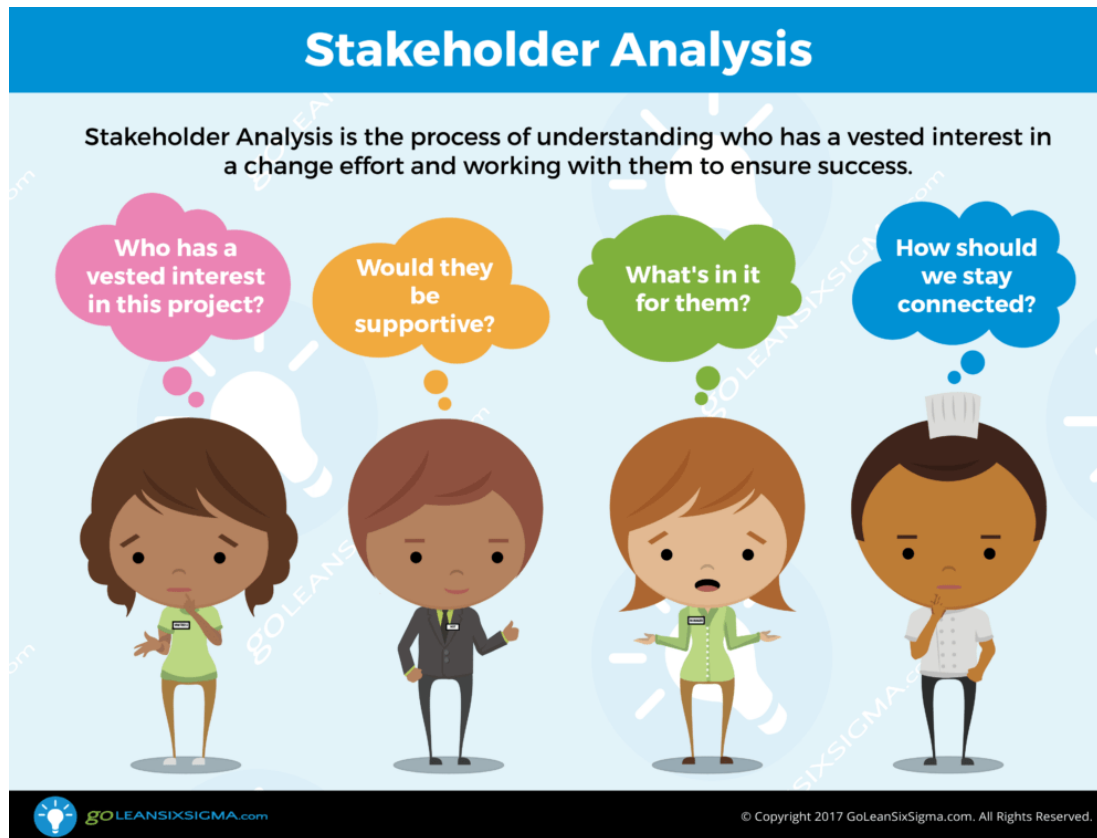 Stakeholder Analysis
Stakeholder Analysis is the process of understanding who has a vested interest in
a change effort and working with them to ensure success.
Who has a
vested interest
in this project?
Would they
be
supportive?
What's in it
for them?
How should
we stay
connected?
goLEANSIXSIGMA.com
© Copyright 2017 GoLeanSixSigma.com. All Rights Reserved.